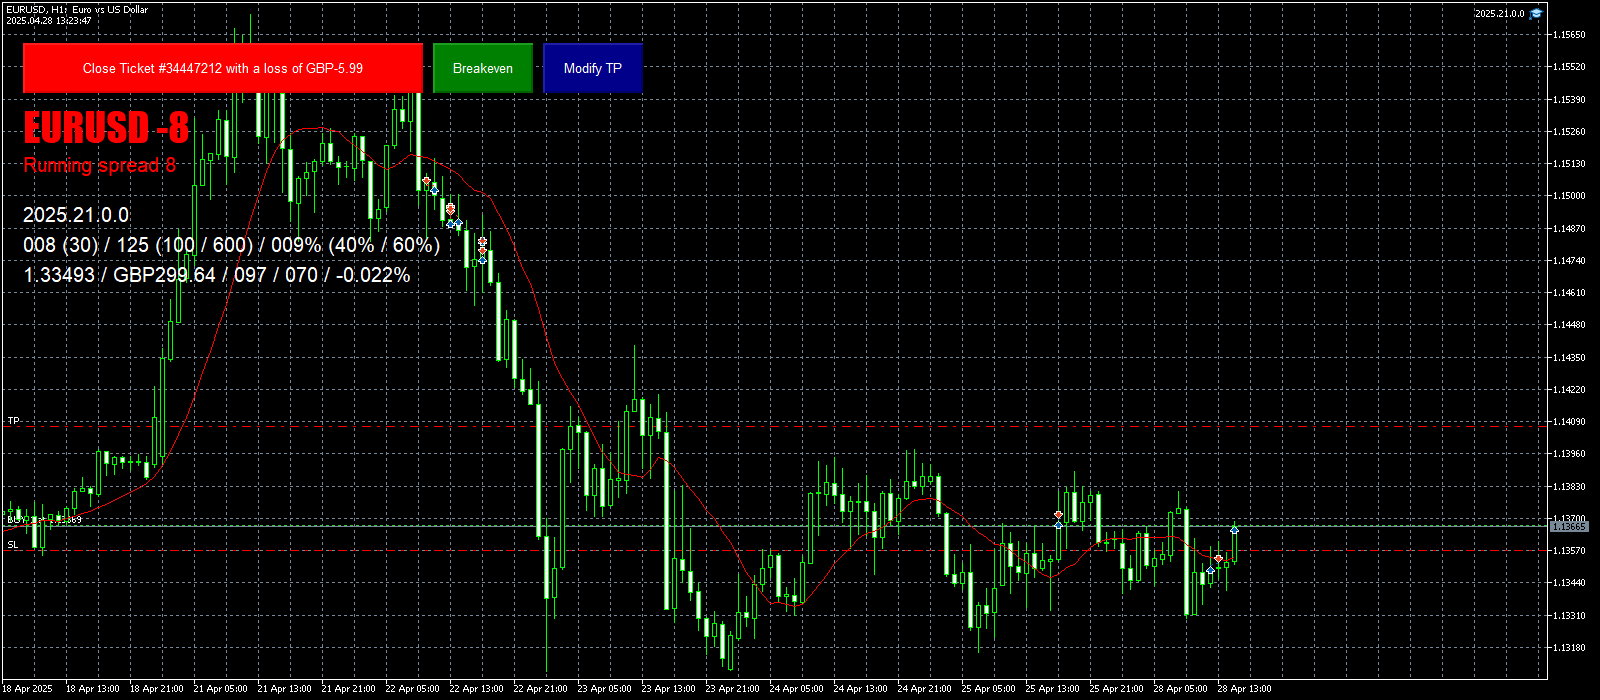 EURUSD, H1: Euro vs US Dollar
2025.04.28 13:23:47
2025.21.0.0
Close Ticket #34447212 with a loss of GBP-5.99
Breakeven
Modify TP
EURUSD -8
Running spread 8
2025.21.0.0
008 (30) / 125 (100 / 600) / 009% (40% / 60%)
1.33493 / GBP299.64 / 097 / 070 / -0.022%
TP
SL
1.15650
1.15520
1.15390
1.15260
1.15130
1.15000
1.14870
1.14740
1.14610
1.14480
1.14350
1.14220
1.14090
1.13960
1.13830
1.13700
1.13665
1.13570
1.13440
1.13310
1.13180
18 Apr 2025
18 Apr 13:00
18 Apr 21:00
21 Apr 05:00
21 Apr 13:00
21 Apr 21:00
22 Apr 05:00
22 Apr 13:00
22 Apr 21:00
23 Apr 05:00
23 Apr 13:00
23 Apr 21:00
24 Apr 05:00
24 Apr 13:00
24 Apr 21:00
25 Apr 05:00
25 Apr 13:00
25 Apr 21:00
28 Apr 05:00
28 Apr 13:00